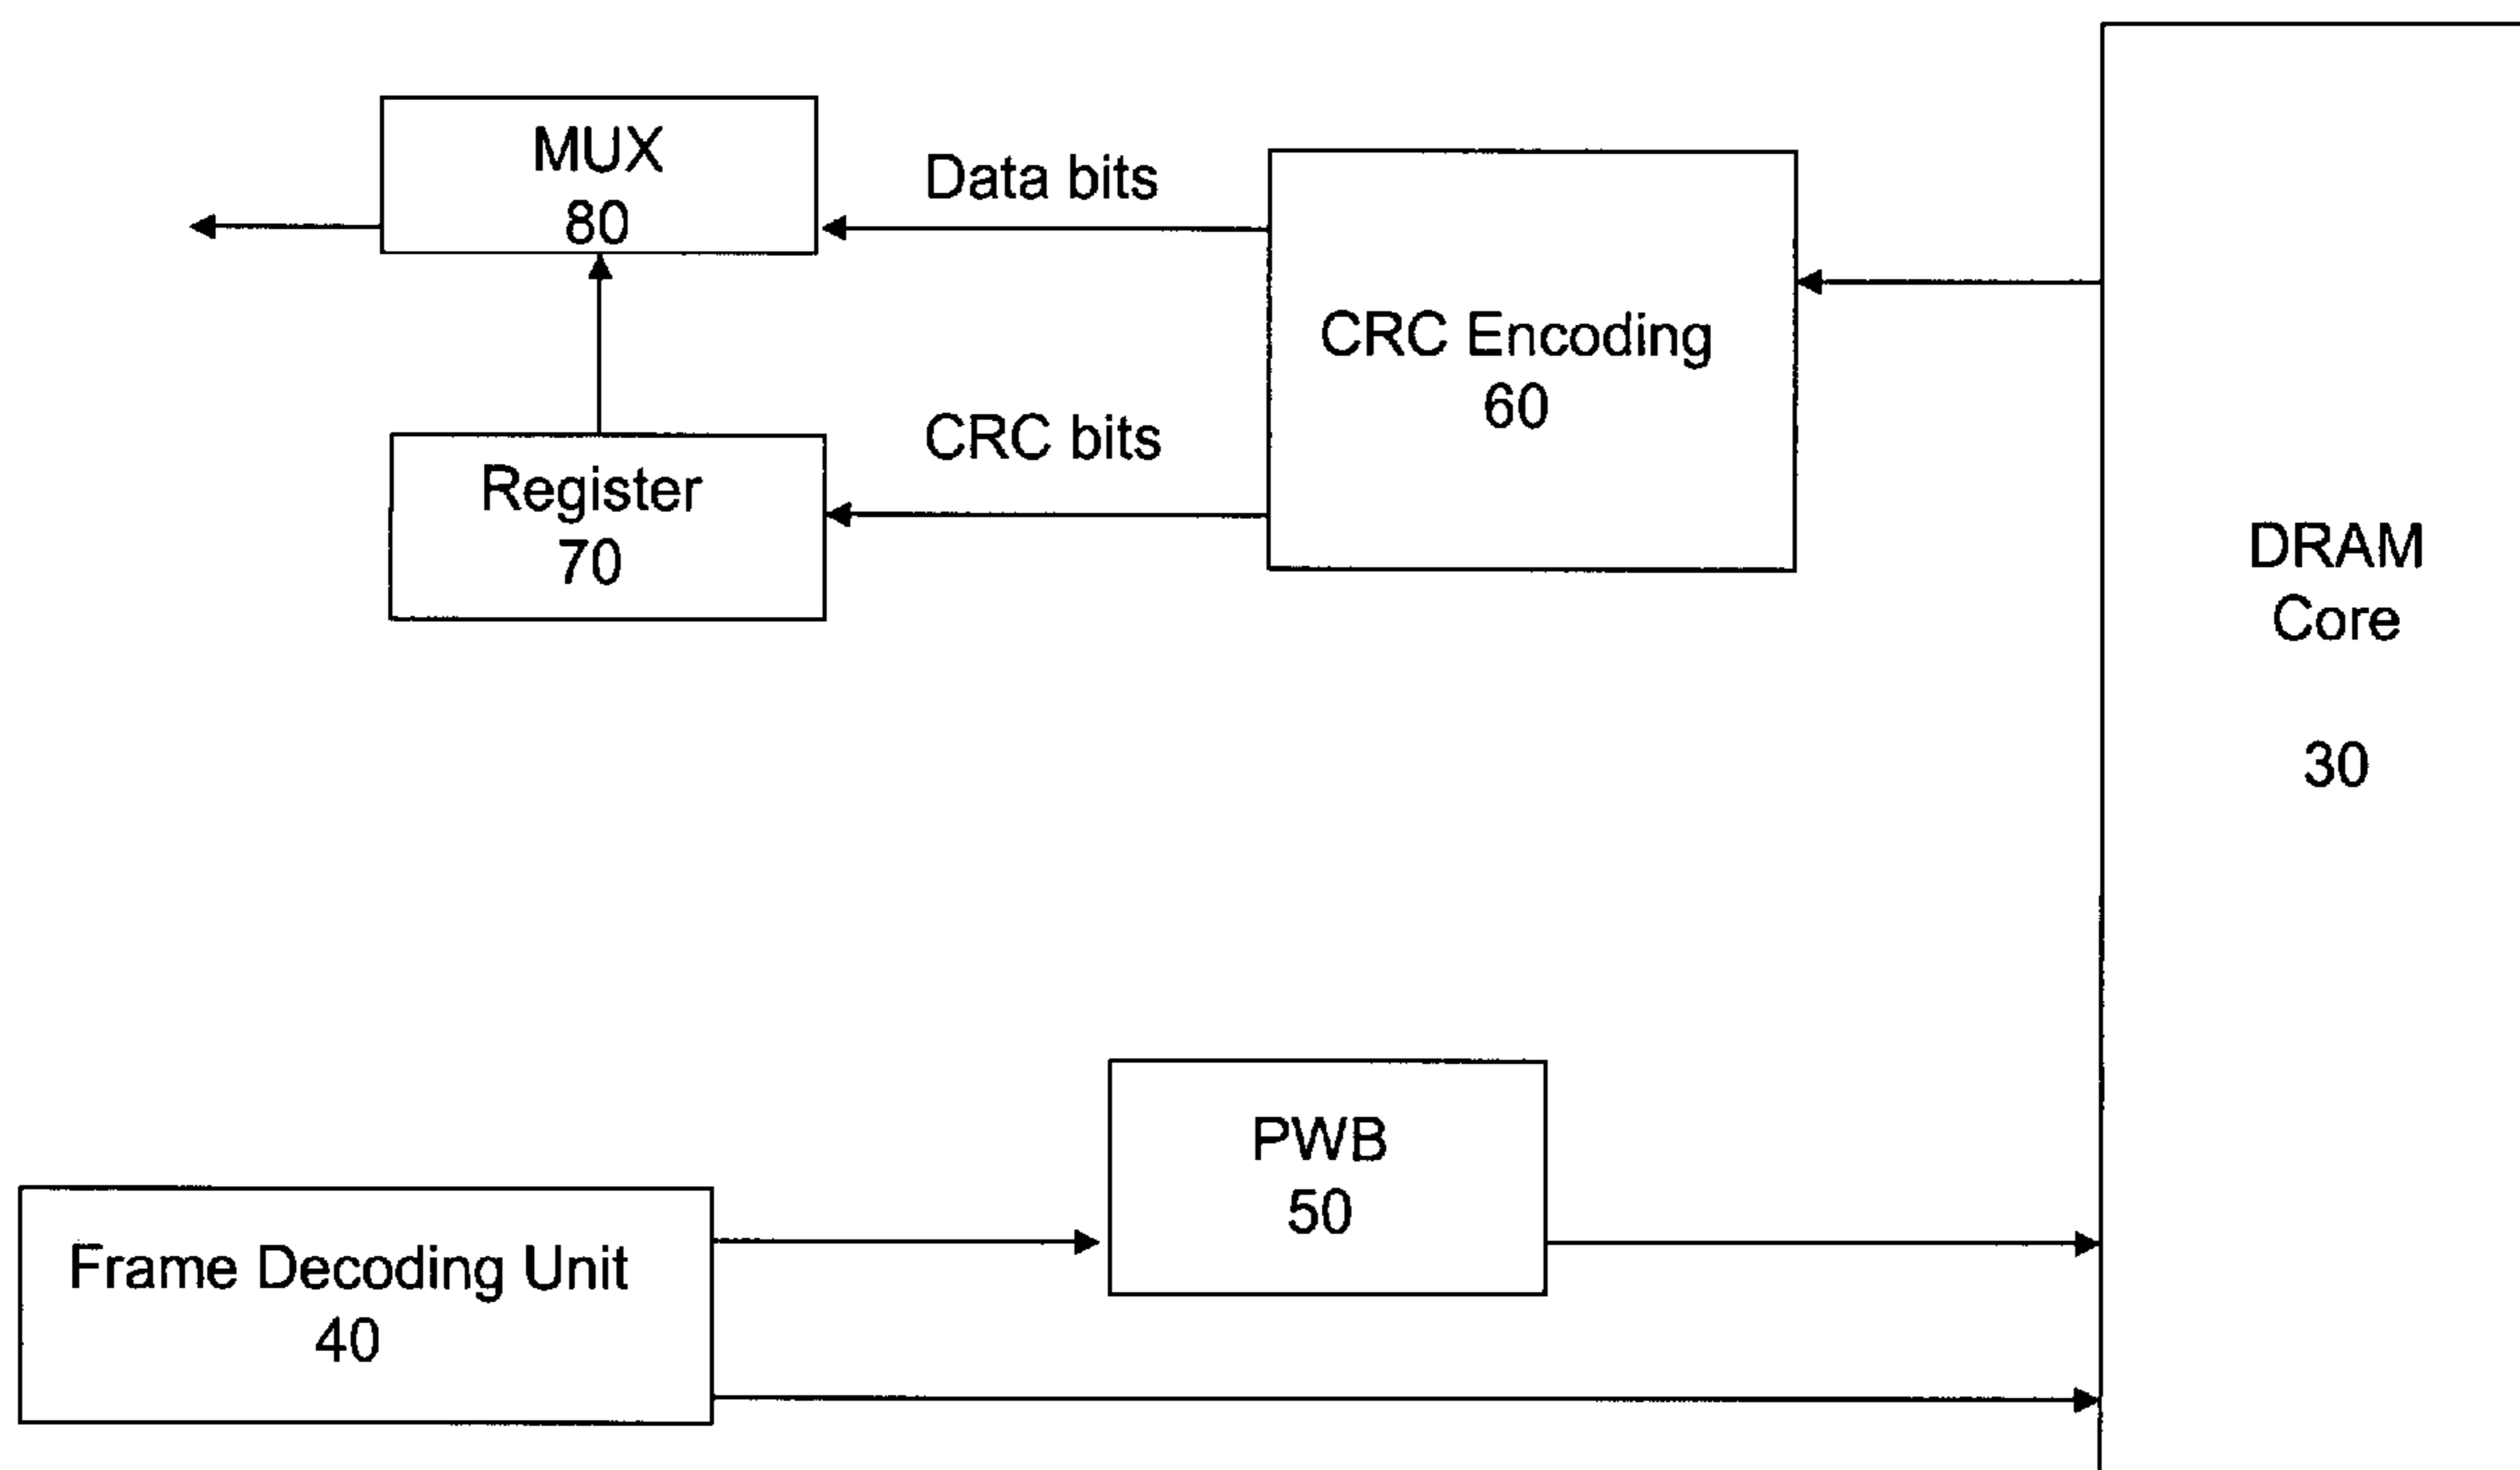 MUX
80
Data bits
CRC Encoding
60
CRC bits
Register
70
DRAM
Core
30
PWB
50
Frame Decoding Unit
40